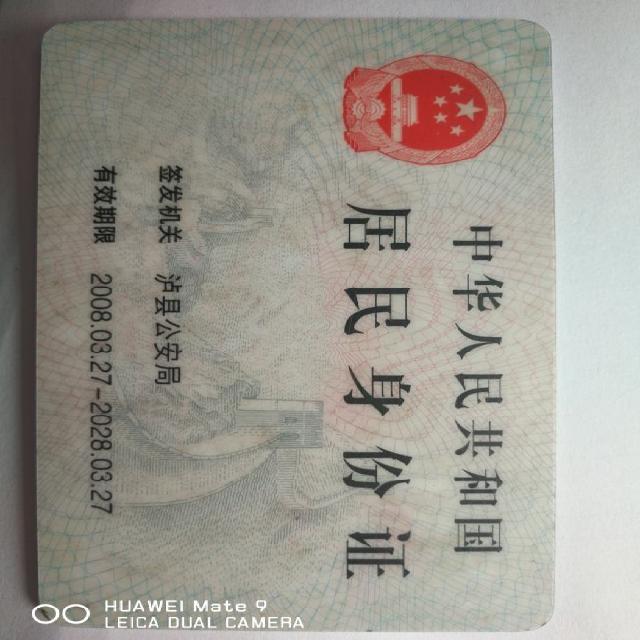 中华人民共和国
居民身份证
签发机关 泸县公安局
有效期限 2008.03.27-2028.03.27
HUAWEI Mate 9
LEICA DUAL CAMERA